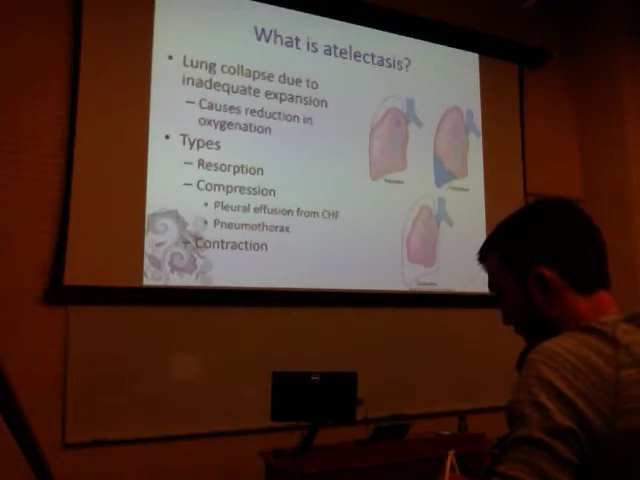 What is atelectasis?
• Lung collapse due to
inadequate expansion
– Causes reduction in
oxygenation
• Types
– Resorption
– Compression
• Pleural effusion from CHF
• Pneumothorax
– Contraction